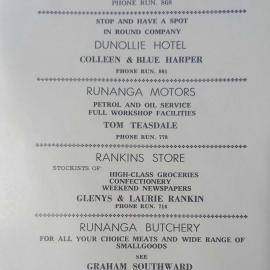 PHONE RUN. 868
STOP AND HAVE A SPOT
IN ROUND COMPANY
DUNOLLIE HOTEL
COLLEEN & BLUE HARPER
PHONE RUN. 861
RUNANGA MOTORS
PETROL AND OIL SERVICE
FULL WORKSHOP FACILITIES
TOM TEASDALE
PHONE RUN. 778
RANKINS STORE
STOCKISTS OF:
HIGH-CLASS GROCERIES
CONFECTIONERY
WEEKEND NEWSPAPERS
GLENYS & LAURIE RANKIN
PHONE RUN. 714
RUNANGA BUTCHERY
FOR ALL YOUR CHOICE MEATS AND WIDE RANGE OF
SMALLGOODS
SEE
GRAHAM SOUTHWARD